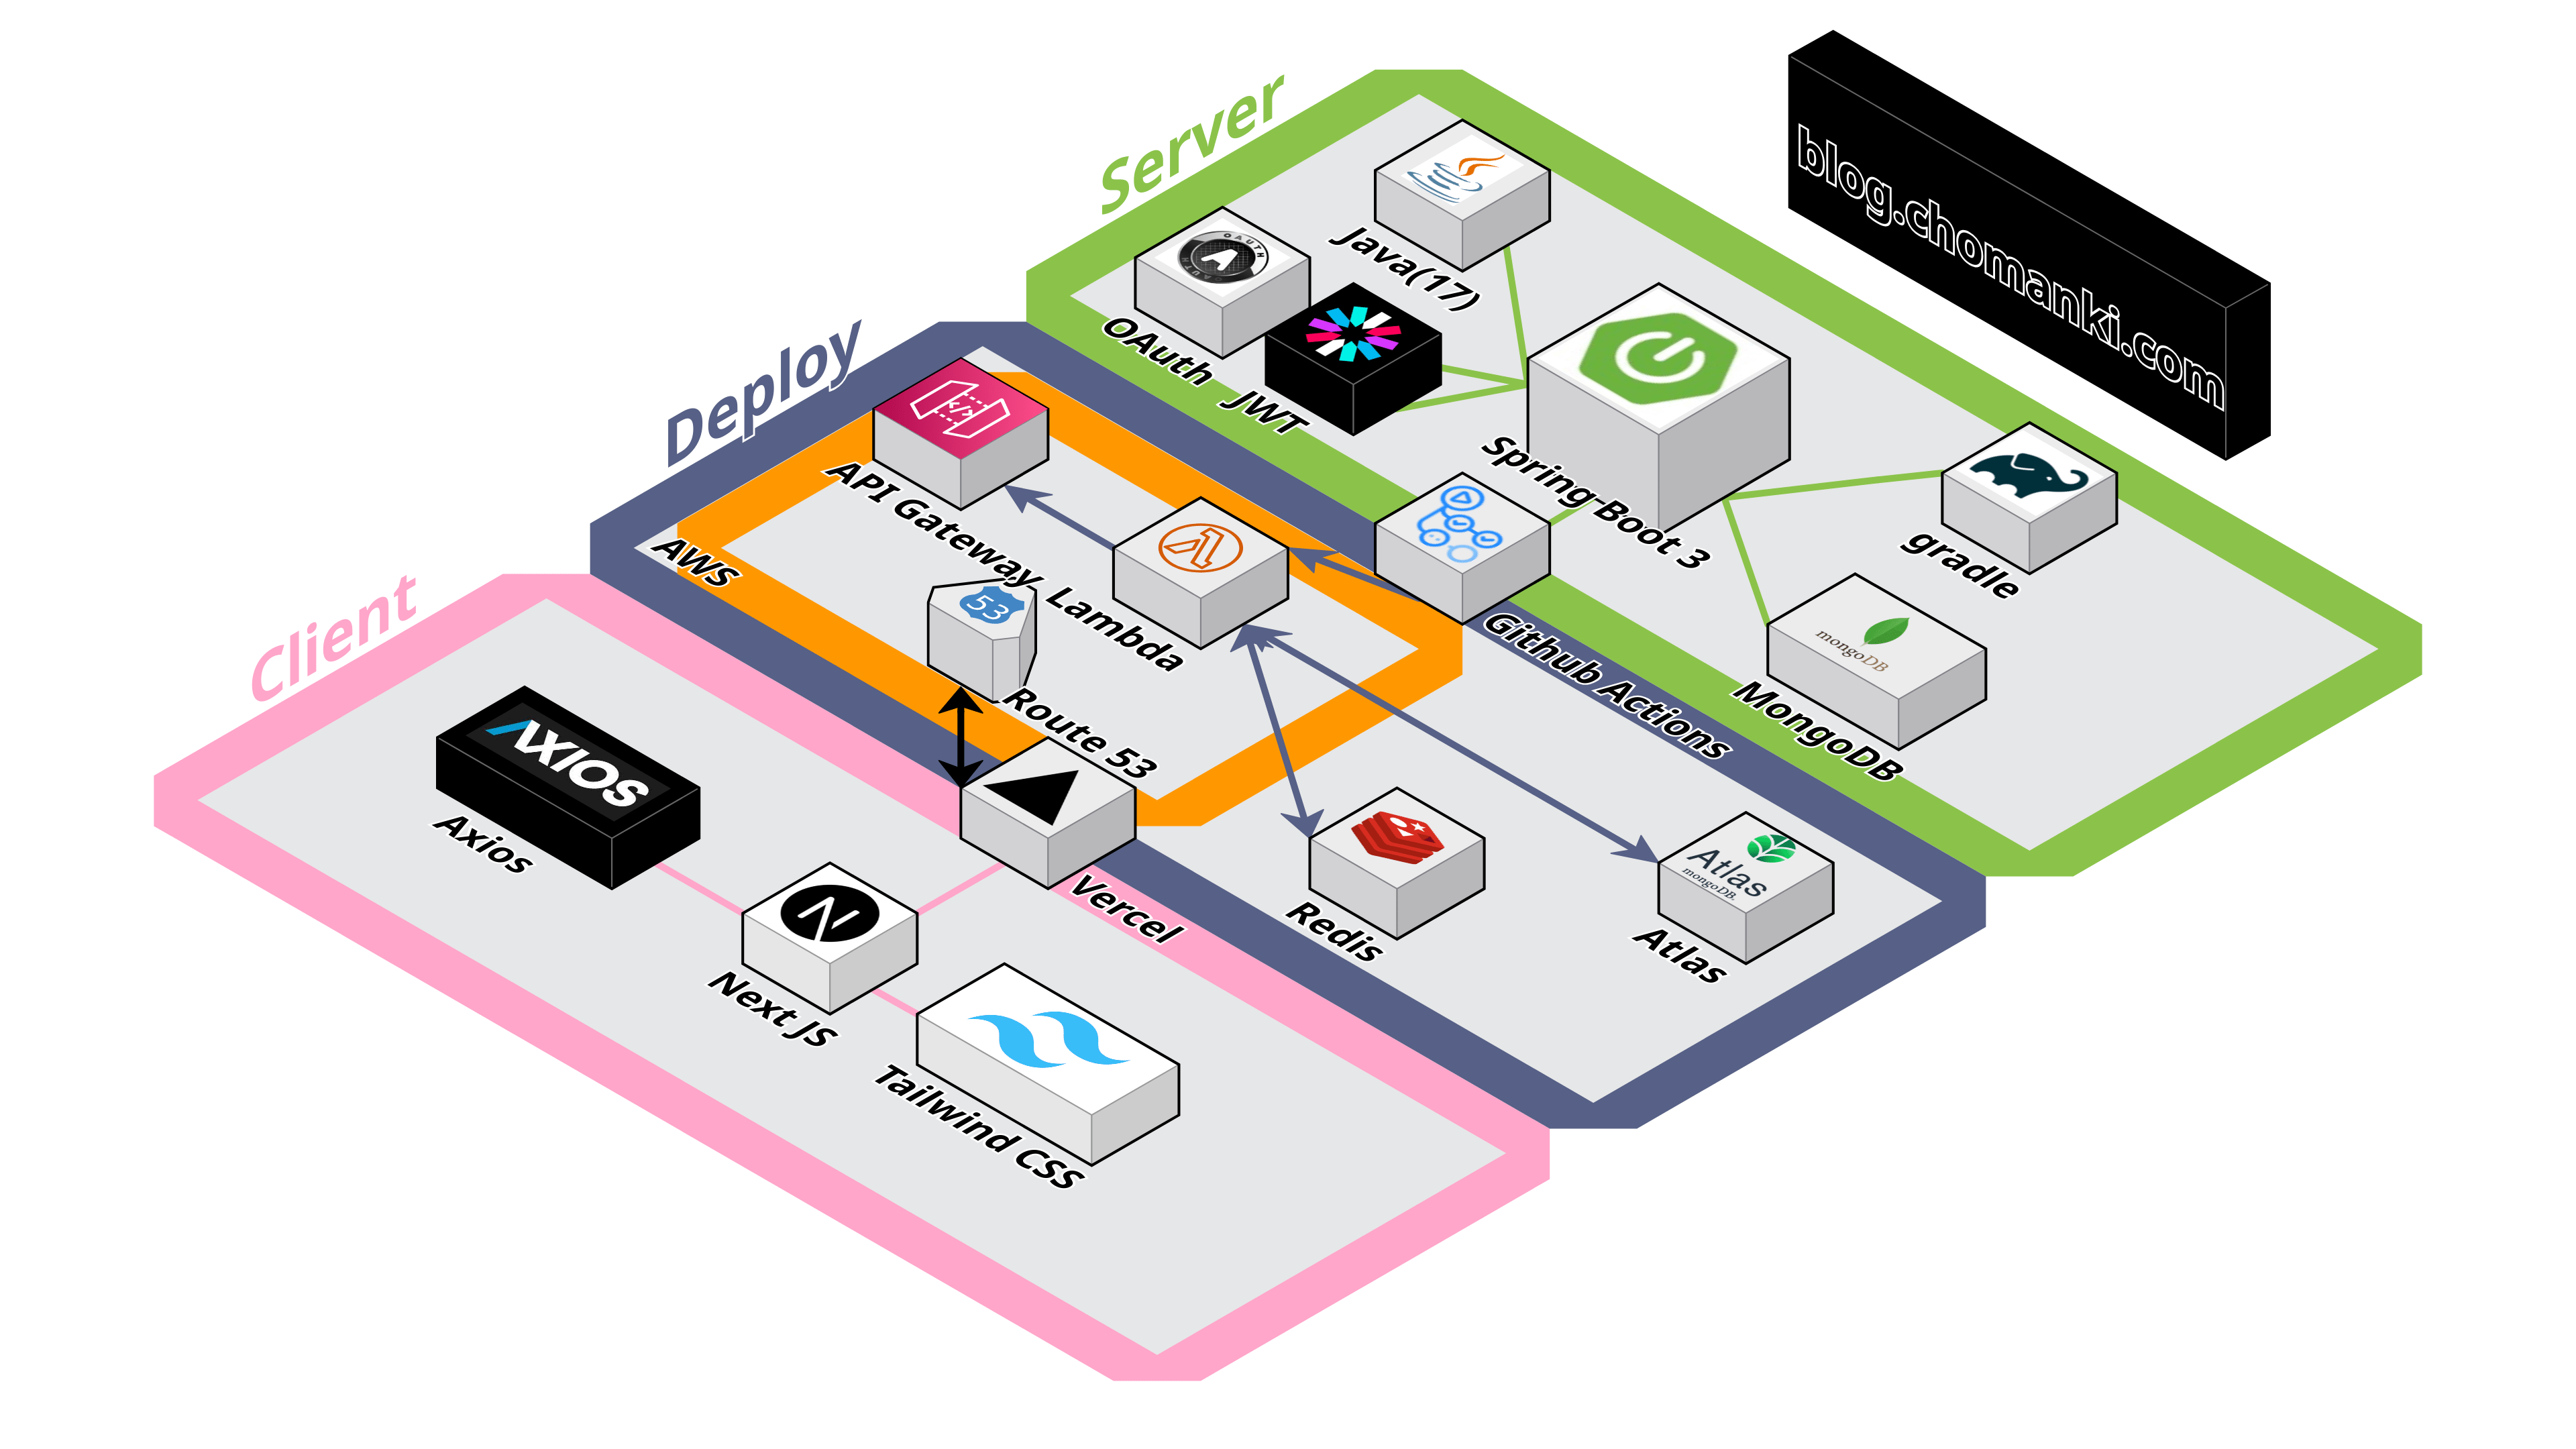 Server
blog.chomanki.com
Java(17)
OAUTH
OAuth
JWT
Spring-Boot 3
gradle
mongoDB
MongoDB
Deploy
</>
API Gateway
AWS
Lambda
53
Route 53
Github Actions
Redis
Atlas
mongoDB.
Atlas
Client
AXIOS
Axios
Vercel
N
Next JS
Tailwind CSS